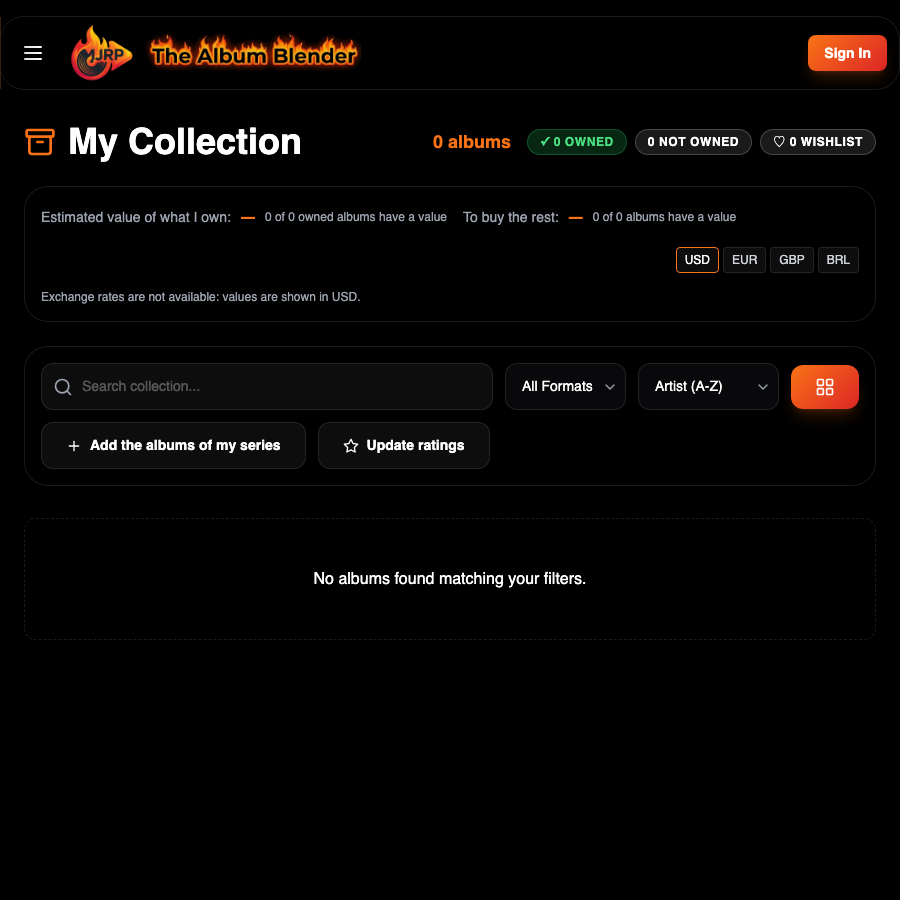 JRP
The Album Blender
Sign In
My Collection
0 albums
✓ 0 OWNED
0 NOT OWNED
♡ 0 WISHLIST
Estimated value of what I own: — 0 of 0 owned albums have a value To buy the rest: — 0 of 0 albums have a value
USD
EUR
GBP
BRL
Exchange rates are not available: values are shown in USD.
Search collection...
All Formats
Artist (A-Z)
+ Add the albums of my series
Update ratings
No albums found matching your filters.